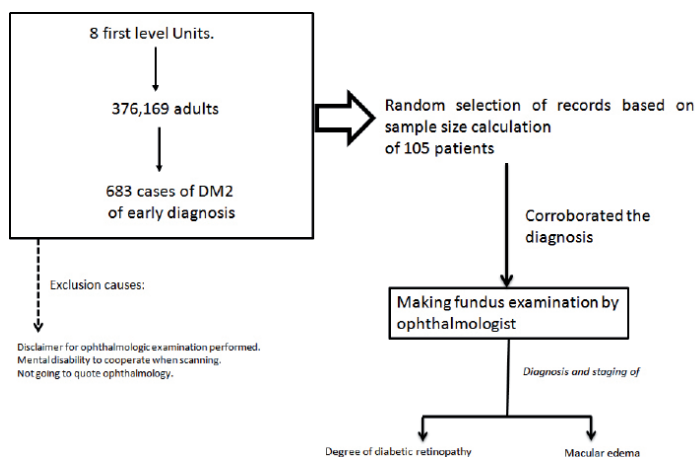 8 first level Units.
376,169 adults
683 cases of DM2
of early diagnosis
Random selection of records based on
sample size calculation
of 105 patients
Corroborated the
diagnosis
Exclusion causes:
Making fundus examination by
ophthalmologist
Disclaimer for ophthalmologic examination performed.
Mental disability to cooperate when scanning.
Not going to quote ophthalmology.
Diagnosis and staging of
Degree of diabetic retinopathy
Macular edema